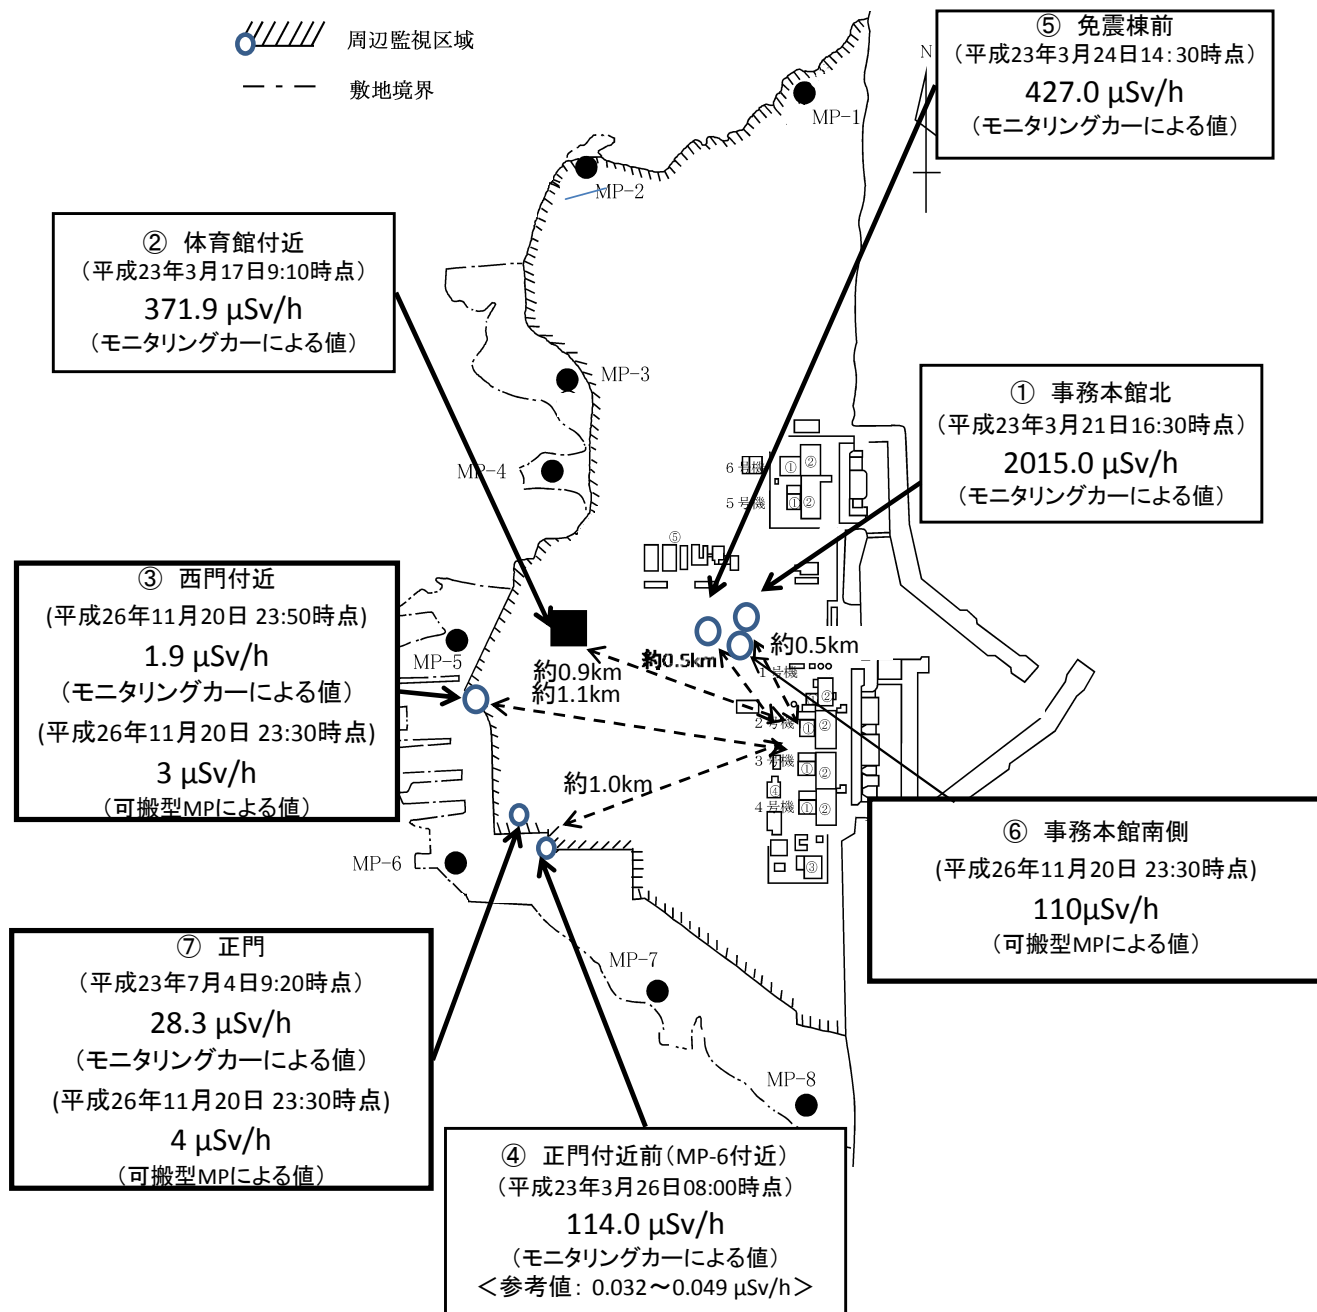 周辺監視区域
敷地境界
⑤ 免震棟前
（平成23年3月24日14:30時点）
427.0 μSv/h
（モニタリングカーによる値）
N
MP-1
MP-2
② 体育館付近
（平成23年3月17日9:10時点）
371.9 μSv/h
（モニタリングカーによる値）
MP-3
① 事務本館北
（平成23年3月21日16:30時点）
2015.0 μSv/h
（モニタリングカーによる値）
MP-4
6号機
①
②
5号機
①
②
⑤
③ 西門付近
(平成26年11月20日 23:50時点)
1.9 μSv/h
（モニタリングカーによる値）
(平成26年11月20日 23:30時点)
3 μSv/h
（可搬型MPによる値）
MP-5
約0.9km
約1.1km
約0.5km
約0.5km
1号機
②
2号機
①
②
3号機
①
②
④
4号機
①
②
③
約1.0km
MP-6
⑥ 事務本館南側
(平成26年11月20日 23:30時点)
110μSv/h
（可搬型MPによる値）
⑦ 正門
（平成23年7月4日9:20時点）
28.3 μSv/h
（モニタリングカーによる値）
(平成26年11月20日 23:30時点)
4 μSv/h
（可搬型MPによる値）
MP-7
MP-8
④ 正門付近前（MP-6付近）
（平成23年3月26日08:00時点）
114.0 μSv/h
（モニタリングカーによる値）
＜参考値： 0.032～0.049 μSv/h＞